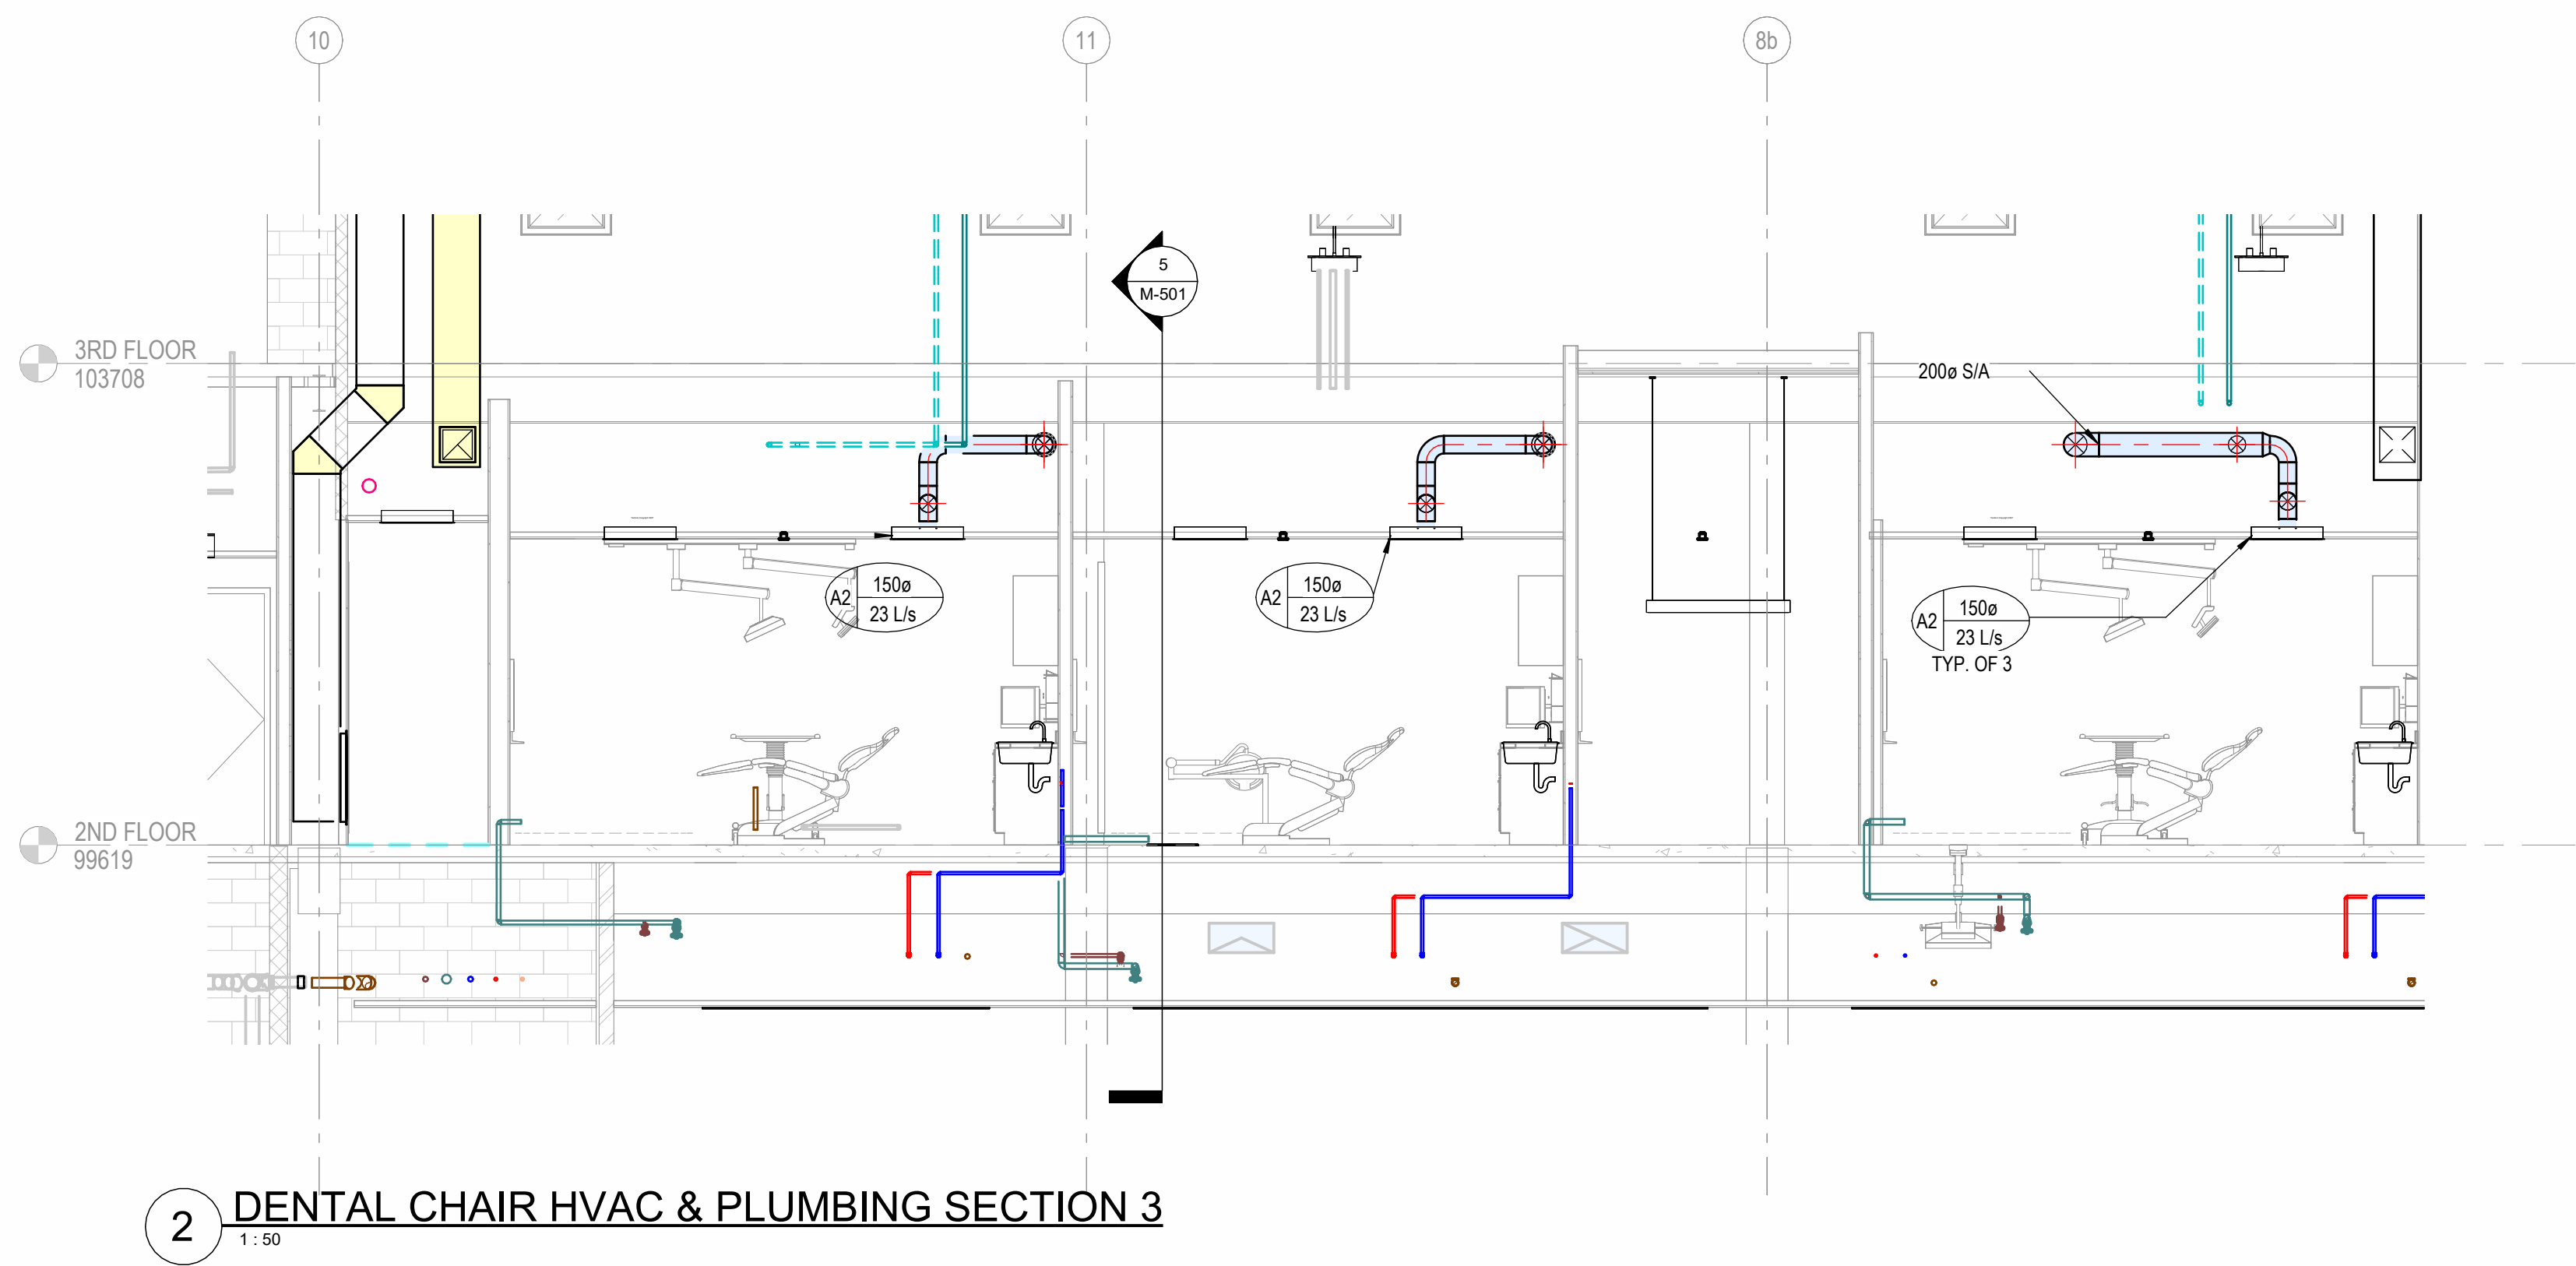 10
11
8b
5
M-501
3RD FLOOR
103708
200ø S/A
150ø
A2
23 L/s
150ø
A2
23 L/s
150ø
A2
23 L/s
TYP. OF 3
2ND FLOOR
99619
2
DENTAL CHAIR HVAC & PLUMBING SECTION 3
1 : 50